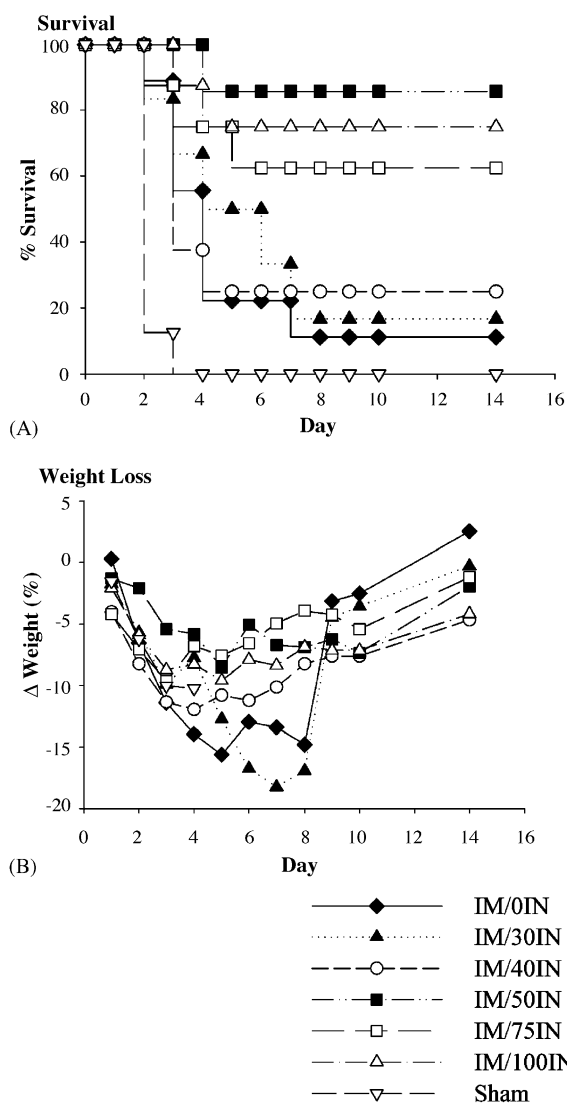 Survival
100
80
60
40
20
0
% Survival
0 2 4 6 8 10 12 14 16
(A)
Day
Weight Loss
5
0
-5
-10
-15
-20
Δ Weight (%)
0 2 4 6 8 10 12 14 16
(B)
Day
IM/0IN
IM/30IN
IM/40IN
IM/50IN
IM/75IN
IM/100IN
Sham